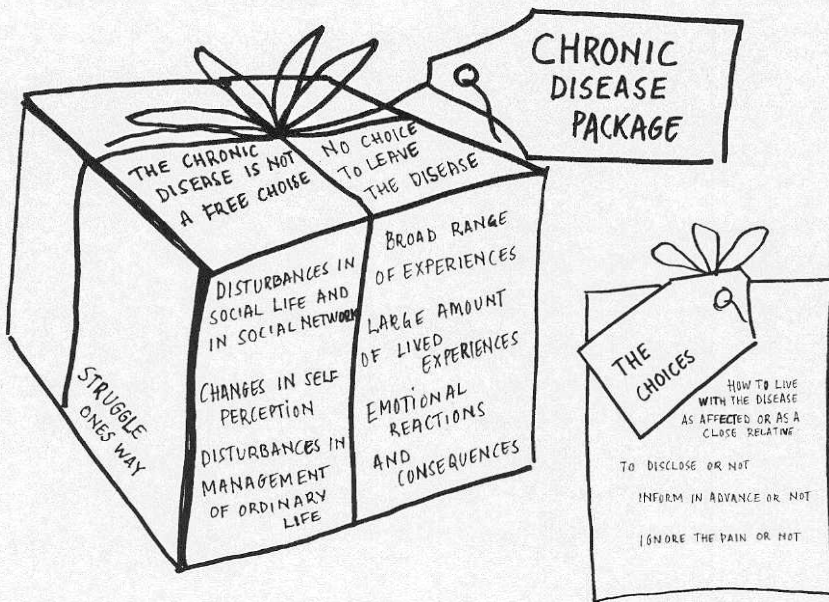 CHRONIC
DISEASE
PACKAGE
THE CHRONIC
DISEASE IS NOT
A FREE CHOISE
NO CHOICE
TO LEAVE
THE DISEASE
STRUGGLE
ONES WAY
DISTURBANCES IN
SOCIAL LIFE AND
IN SOCIAL NETWORK
CHANGES IN SELF
PERCEPTION
DISTURBANCES IN
MANAGEMENT
OF ORDINARY
LIFE
BROAD RANGE
OF EXPERIENCES
LARGE AMOUNT
OF LIVED
EXPERIENCES
EMOTIONAL
REACTIONS
AND
CONSEQUENCES
THE
CHOICES
HOW TO LIVE
WITH THE DISEASE
AS AFFECTED OR AS A
CLOSE RELATIVE
TO DISCLOSE OR NOT
INFORM IN ADVANCE OR NOT
IGNORE THE PAIN OR NOT